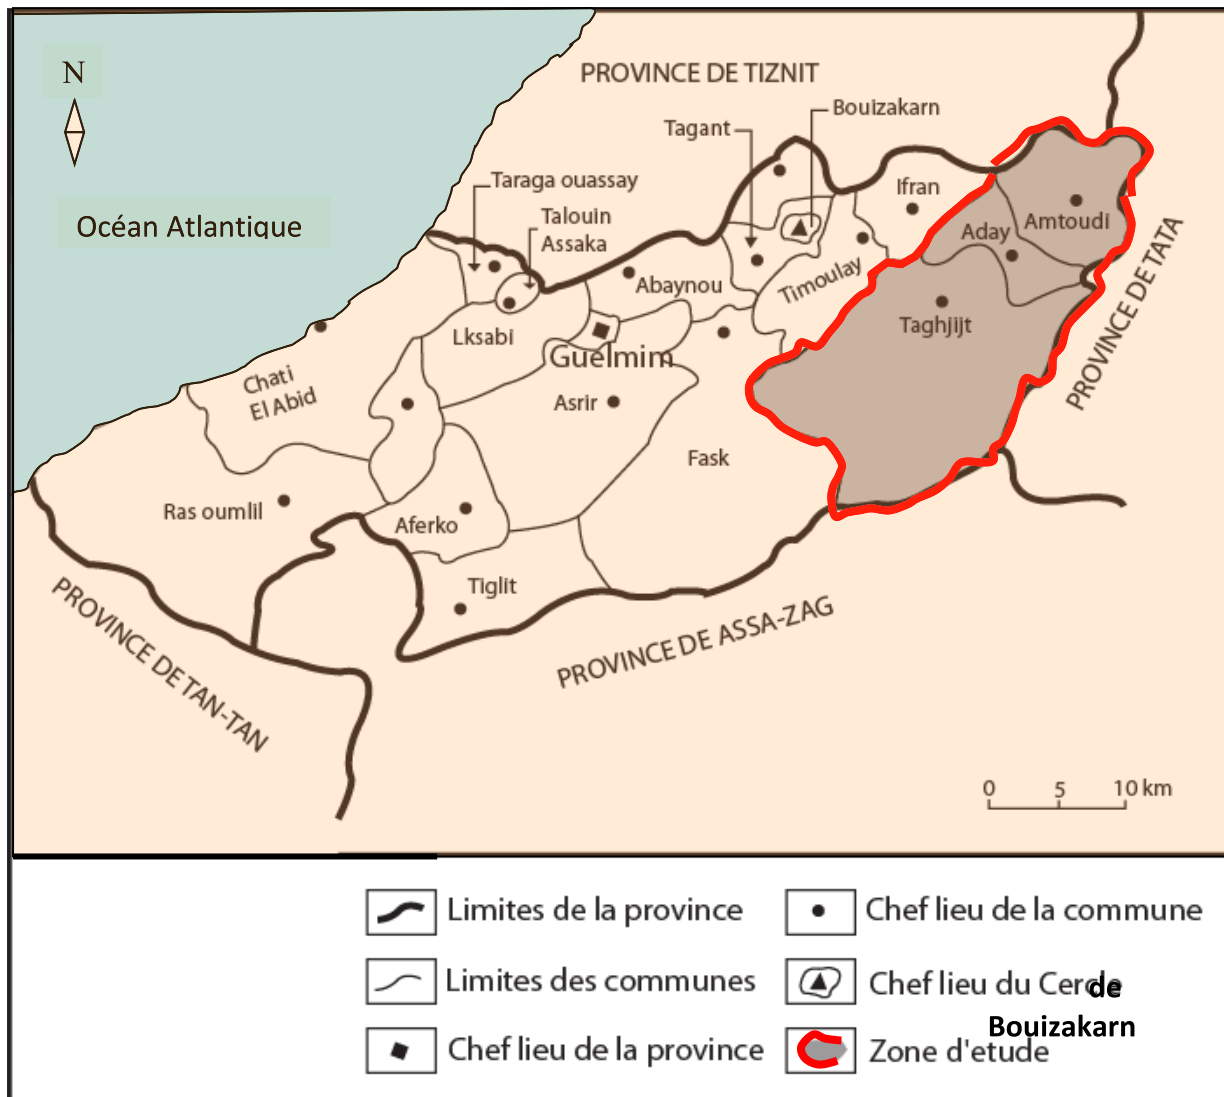 N
PROVINCE DE TIZNIT
Bouizakarn
Tagant
Taraga ouassay
Talouin
Assaka
Ifran
Océan Atlantique
Amtoudi
Aday
Abaynou
Timoulay
PROVINCE DE TATA
Taghjijt
Lksabi
Guelmim
Chati
El Abid
Asrir
Fask
Ras oumlil
Aferko
Tiglit
PROVINCE DE TAN-TAN
PROVINCE DE ASSA-ZAG
0 5 10 km
Limites de la province
Chef lieu de la commune
Limites des communes
Chef lieu du Cercle de
Bouizakarn
Chef lieu de la province
Zone d'etude